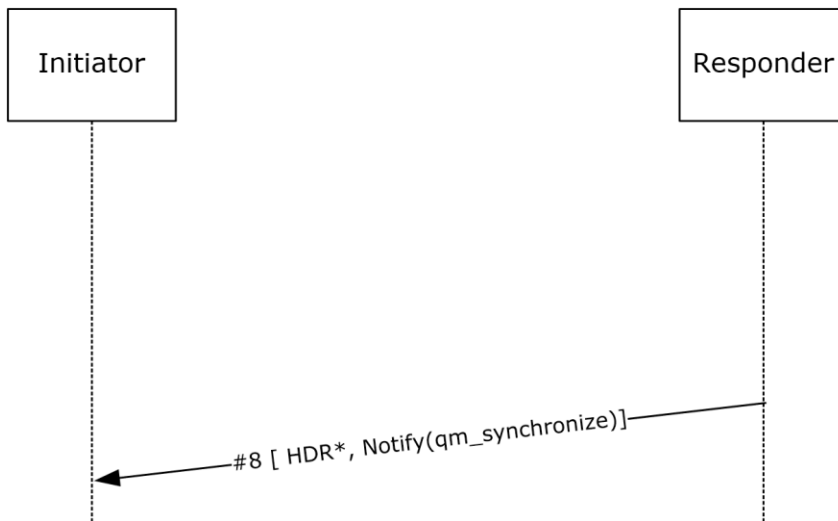 Initiator
Responder
#8 [ HDR*, Notify(qm_synchronize)]